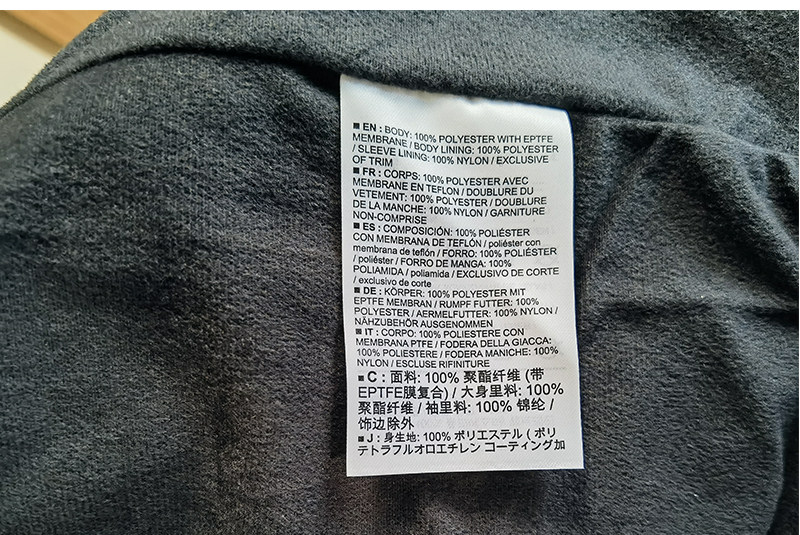 ■ EN : BODY: 100% POLYESTER WITH EPTFE
MEMBRANE / BODY LINING: 100% POLYESTER
/ SLEEVE LINING: 100% NYLON / EXCLUSIVE
OF TRIM
■ FR : CORPS: 100% POLYESTER AVEC
MEMBRANE EN TEFLON / DOUBLURE DU
VETEMENT: 100% POLYESTER / DOUBLURE
DE LA MANCHE: 100% NYLON / GARNITURE
NON-COMPRISE
■ ES : COMPOSICIÓN: 100% POLIÉSTER
CON MEMBRANA DE TEFLÓN / poliéster con
membrana de teflón / FORRO: 100% POLIÉSTER
/ poliéster / FORRO DE MANGA: 100%
POLIAMIDA / poliamida / EXCLUSIVO DE CORTE
/ exclusivo de corte
■ DE : KÖRPER: 100% POLYESTER MIT
EPTFE MEMBRAN / RUMPF FUTTER: 100%
POLYESTER / AERMELFUTTER: 100% NYLON /
NÄHZUBEHÖR AUSGENOMMEN
■ IT : CORPO: 100% POLIESTERE CON
MEMBRANA PTFE / FODERA DELLA GIACCA:
100% POLIESTERE / FODERA MANICHE: 100%
NYLON / ESCLUSE RIFINITURE
■ C : 面料: 100% 聚酯纤维 (带
EPTFE膜复合) / 大身里料: 100%
聚酯纤维 / 袖里料: 100% 锦纶 /
饰边除外
■ J : 身生地: 100% ポリエステル ( ポリ
テトラフルオロエチレン コーティング加